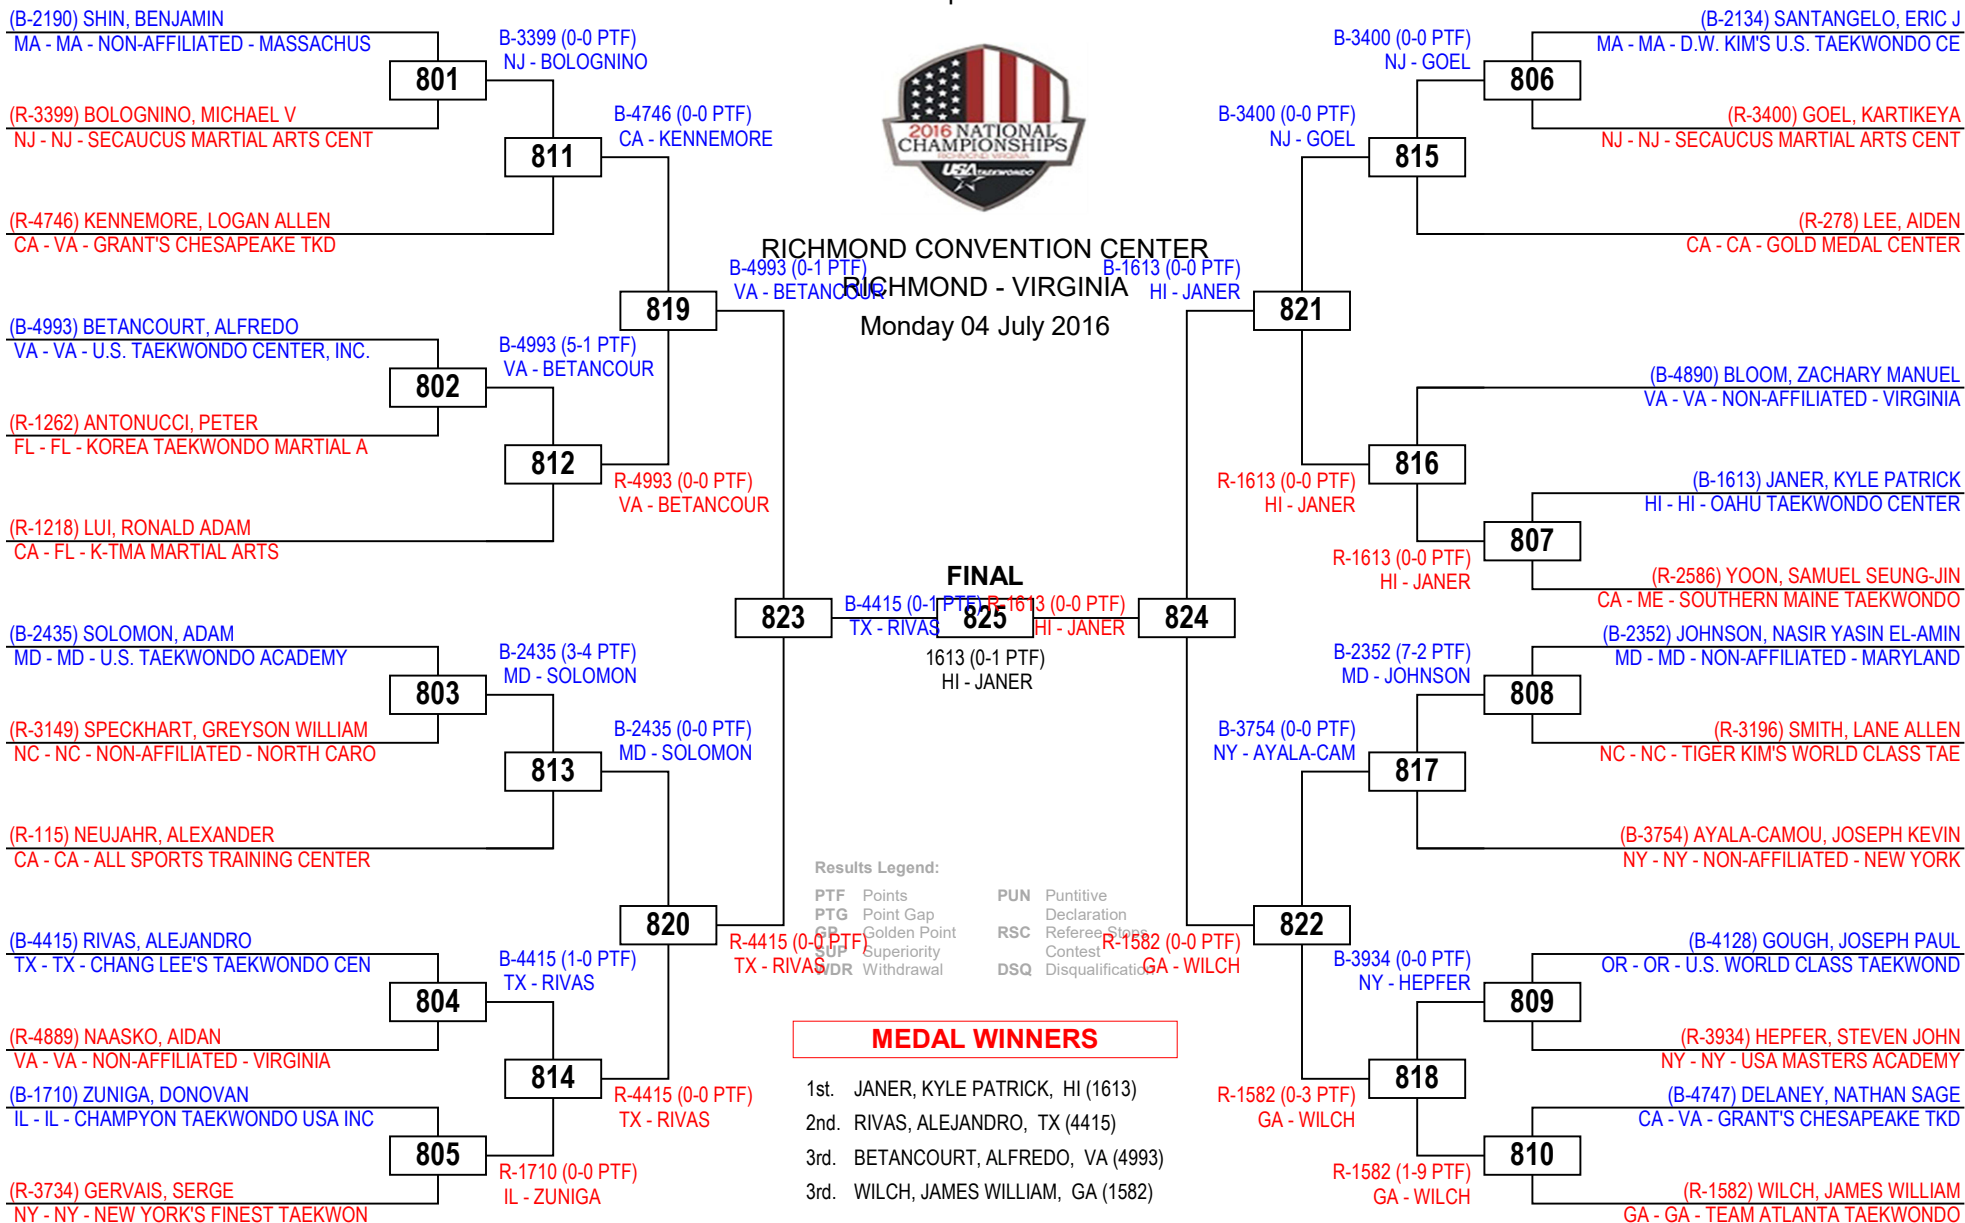 (B-2190) SHIN, BENJAMIN
MA - MA - NON-AFFILIATED - MASSACHUS
801
(R-3399) BOLOGNINO, MICHAEL V
NJ - NJ - SECAUCUS MARTIAL ARTS CENT
B-3399 (0-0 PTF)
NJ - BOLOGNINO
811
(R-4746) KENNEMORE, LOGAN ALLEN
CA - VA - GRANT'S CHESAPEAKE TKD
B-4746 (0-0 PTF)
CA - KENNEMORE
819
(B-4993) BETANCOURT, ALFREDO
VA - VA - U.S. TAEKWONDO CENTER, INC.
802
(R-1262) ANTONUCCI, PETER
FL - FL - KOREA TAEKWONDO MARTIAL A
B-4993 (5-1 PTF)
VA - BETANCOUR
812
(R-1218) LUI, RONALD ADAM
CA - FL - K-TMA MARTIAL ARTS
R-4993 (0-0 PTF)
VA - BETANCOUR
B-4993 (0-1 PTF)
VA - BETANCOUR
823
(B-2435) SOLOMON, ADAM
MD - MD - U.S. TAEKWONDO ACADEMY
803
(R-3149) SPECKHART, GREYSON WILLIAM
NC - NC - NON-AFFILIATED - NORTH CARO
B-2435 (3-4 PTF)
MD - SOLOMON
813
(R-115) NEUJAHR, ALEXANDER
CA - CA - ALL SPORTS TRAINING CENTER
B-2435 (0-0 PTF)
MD - SOLOMON
820
(B-4415) RIVAS, ALEJANDRO
TX - TX - CHANG LEE'S TAEKWONDO CEN
804
(R-4889) NAASKO, AIDAN
VA - VA - NON-AFFILIATED - VIRGINIA
B-4415 (1-0 PTF)
TX - RIVAS
814
(B-1710) ZUNIGA, DONOVAN
IL - IL - CHAMPYON TAEKWONDO USA INC
805
(R-3734) GERVAIS, SERGE
NY - NY - NEW YORK'S FINEST TAEKWON
R-1710 (0-0 PTF)
IL - ZUNIGA
R-4415 (0-0 PTF)
TX - RIVAS
R-4415 (0-0 PTF)
TX - RIVAS
2016 NATIONAL
CHAMPIONSHIPS
RICHMOND, VIRGINIA
USA TAEKWONDO
RICHMOND CONVENTION CENTER
RICHMOND - VIRGINIA
Monday 04 July 2016
FINAL
B-4415 (0-1 PTF)
TX - RIVAS
825
R-1613 (0-0 PTF)
HI - JANER
1613 (0-1 PTF)
HI - JANER
Results Legend:
PTF Points
PTG Point Gap
GP Golden Point
SUP Superiority
WDR Withdrawal
PUN Puntitive
Declaration
RSC Referee Stops
Contest
DSQ Disqualification
MEDAL WINNERS
1st. JANER, KYLE PATRICK, HI (1613)
2nd. RIVAS, ALEJANDRO, TX (4415)
3rd. BETANCOURT, ALFREDO, VA (4993)
3rd. WILCH, JAMES WILLIAM, GA (1582)
(B-2134) SANTANGELO, ERIC J
MA - MA - D.W. KIM'S U.S. TAEKWONDO CE
806
(R-3400) GOEL, KARTIKEYA
NJ - NJ - SECAUCUS MARTIAL ARTS CENT
B-3400 (0-0 PTF)
NJ - GOEL
815
(R-278) LEE, AIDEN
CA - CA - GOLD MEDAL CENTER
B-3400 (0-0 PTF)
NJ - GOEL
821
(B-4890) BLOOM, ZACHARY MANUEL
VA - VA - NON-AFFILIATED - VIRGINIA
816
(B-1613) JANER, KYLE PATRICK
HI - HI - OAHU TAEKWONDO CENTER
807
(R-2586) YOON, SAMUEL SEUNG-JIN
CA - ME - SOUTHERN MAINE TAEKWONDO
R-1613 (0-0 PTF)
HI - JANER
R-1613 (0-0 PTF)
HI - JANER
B-1613 (0-0 PTF)
HI - JANER
824
(B-2352) JOHNSON, NASIR YASIN EL-AMIN
MD - MD - NON-AFFILIATED - MARYLAND
808
(R-3196) SMITH, LANE ALLEN
NC - NC - TIGER KIM'S WORLD CLASS TAE
B-2352 (7-2 PTF)
MD - JOHNSON
817
(B-3754) AYALA-CAMOU, JOSEPH KEVIN
NY - NY - NON-AFFILIATED - NEW YORK
B-3754 (0-0 PTF)
NY - AYALA-CAM
822
(B-4128) GOUGH, JOSEPH PAUL
OR - OR - U.S. WORLD CLASS TAEKWOND
809
(R-3934) HEPFER, STEVEN JOHN
NY - NY - USA MASTERS ACADEMY
B-3934 (0-0 PTF)
NY - HEPFER
818
(B-4747) DELANEY, NATHAN SAGE
CA - VA - GRANT'S CHESAPEAKE TKD
810
(R-1582) WILCH, JAMES WILLIAM
GA - GA - TEAM ATLANTA TAEKWONDO
R-1582 (1-9 PTF)
GA - WILCH
R-1582 (0-3 PTF)
GA - WILCH
R-1582 (0-0 PTF)
GA - WILCH